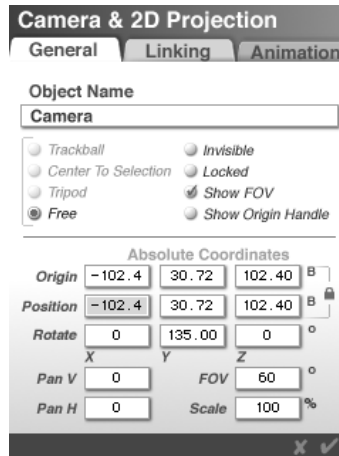 Camera & 2D Projection
General Linking Animation
Object Name
Camera
Trackball Invisible
Center To Selection Locked
Tripod Show FOV
Free Show Origin Handle
Absolute Coordinates
Origin -102.4 30.72 102.40 B
Position -102.4 30.72 102.40 B
Rotate 0 135.00 0 °
X Y Z
Pan V 0 FOV 60 °
Pan H 0 Scale 100 %